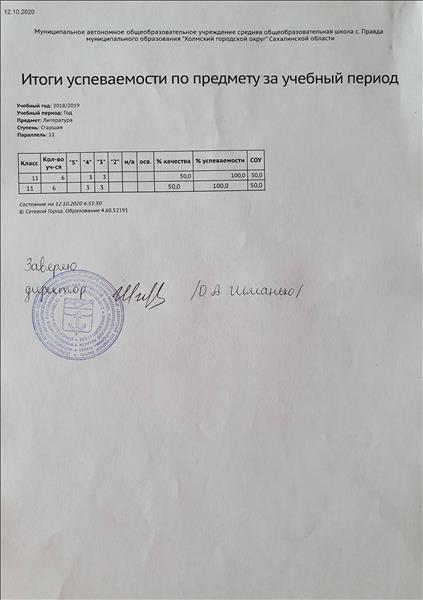 12.10.2020
Муниципальное автономное общеобразовательное учреждение средняя общеобразовательная школа с. Правда
муниципального образования "Холмский городской округ" Сахалинской области
Итоги успеваемости по предмету за учебный период
Учебный год: 2018/2019
Учебный период: Год
Предмет: Литература
Ступень: Старшая
Параллель: 11
Класс Кол-во уч-ся "5" "4" "3" "2" н/а осв. % качества % успеваемости СОУ
11 6 3 3 50,0 100,0 50,0
11 6 3 3 50,0 100,0 50,0
Состояние на 12.10.2020 6:53:50
© Сетевой Город. Образование 4.60.52191
Заверяю
директор /О.А. Шманько/